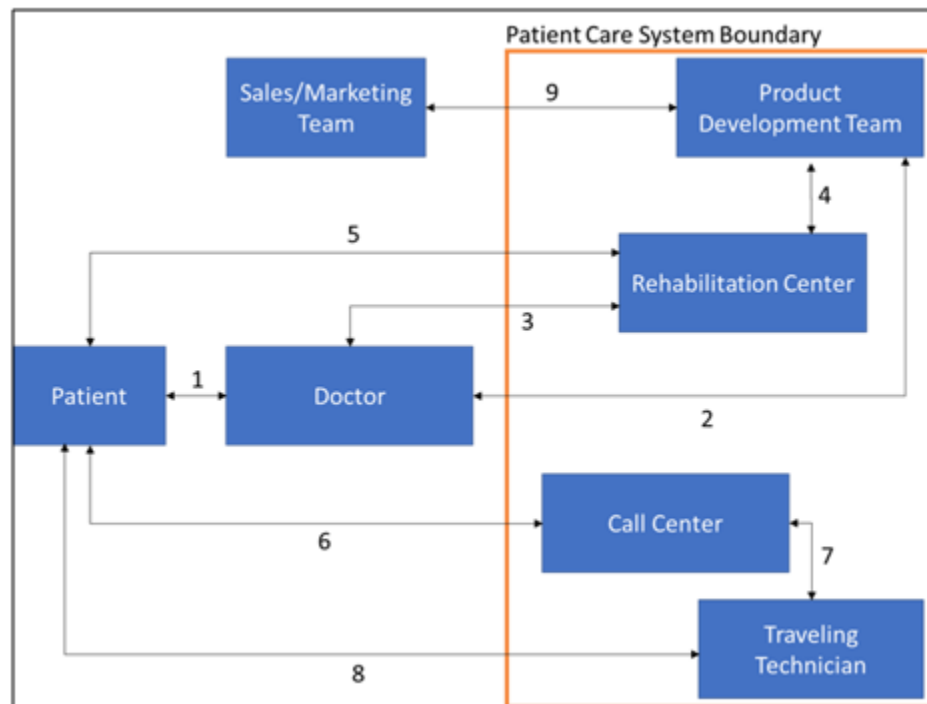 Patient Care System Boundary
Sales/Marketing
Team
9
Product
Development Team
4
5
Rehabilitation Center
3
Patient
1
Doctor
2
Call Center
6
7
Traveling
Technician
8